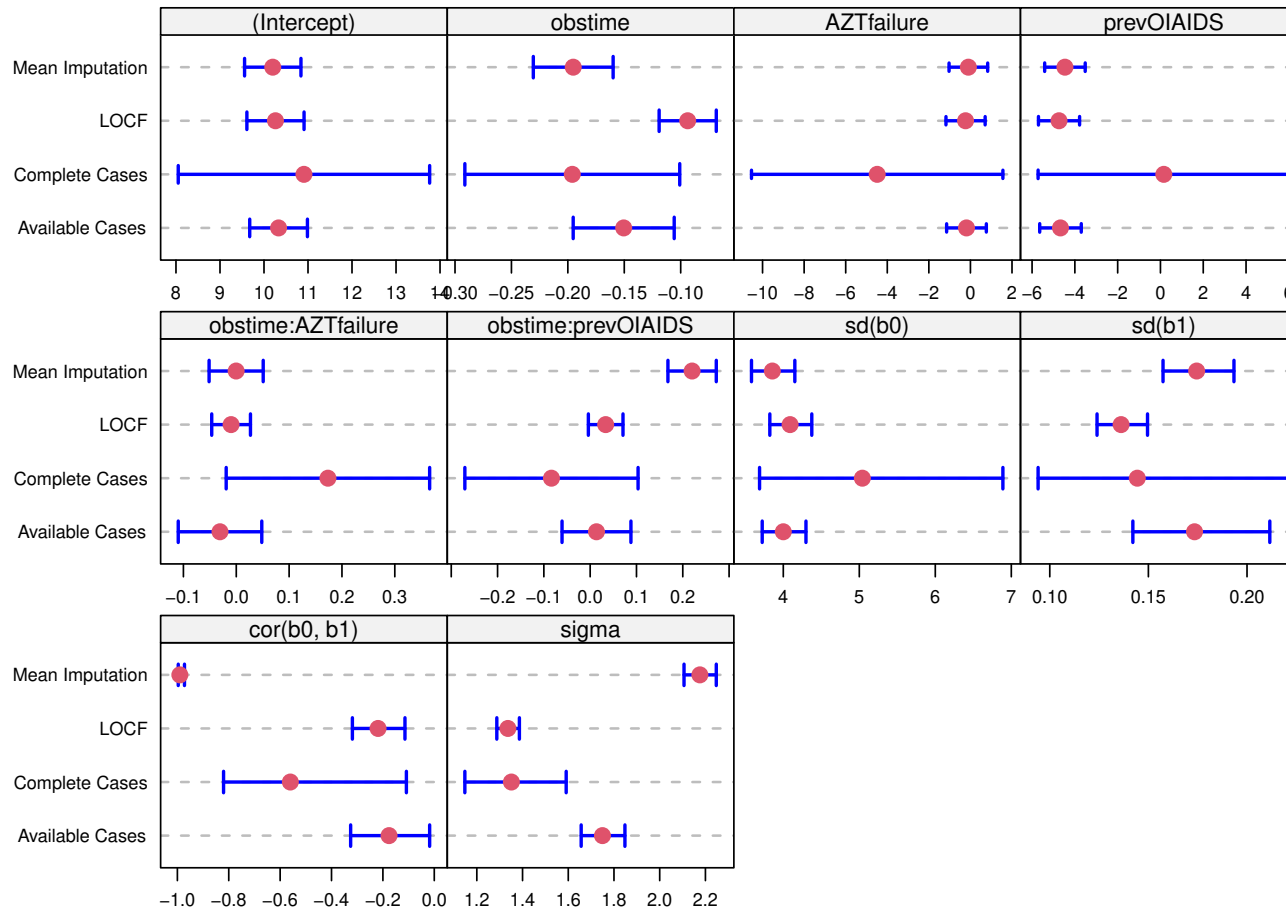 (Intercept) obstime AZTfailure prevOIAIDS
Mean Imputation
LOCF
Complete Cases
Available Cases
8 9 10 11 12 13 14 −0.30 −0.25 −0.20 −0.15 −0.10 −10 −8 −6 −4 −2 0 2 −6 −4 −2 0 2 4 6
obstime:AZTfailure obstime:prevOIAIDS sd(b0) sd(b1)
Mean Imputation
LOCF
Complete Cases
Available Cases
−0.1 0.0 0.1 0.2 0.3 −0.2 −0.1 0.0 0.1 0.2 4 5 6 7 0.10 0.15 0.20
cor(b0, b1) sigma
Mean Imputation
LOCF
Complete Cases
Available Cases
−1.0 −0.8 −0.6 −0.4 −0.2 0.0 1.2 1.4 1.6 1.8 2.0 2.2